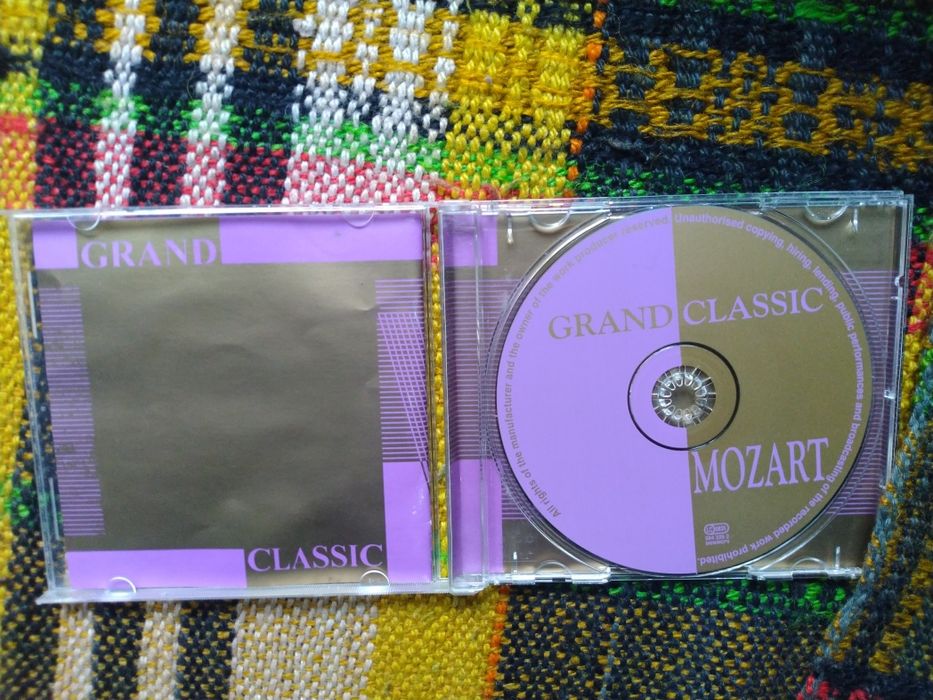 GRAND
CLASSIC
GRAND CLASSIC
MOZART
All rights of the manufacturer and the owner of the work producer reserved. Unauthorised copying, hiring, lending, public performances and broadcasting of the recorded work prohibited.